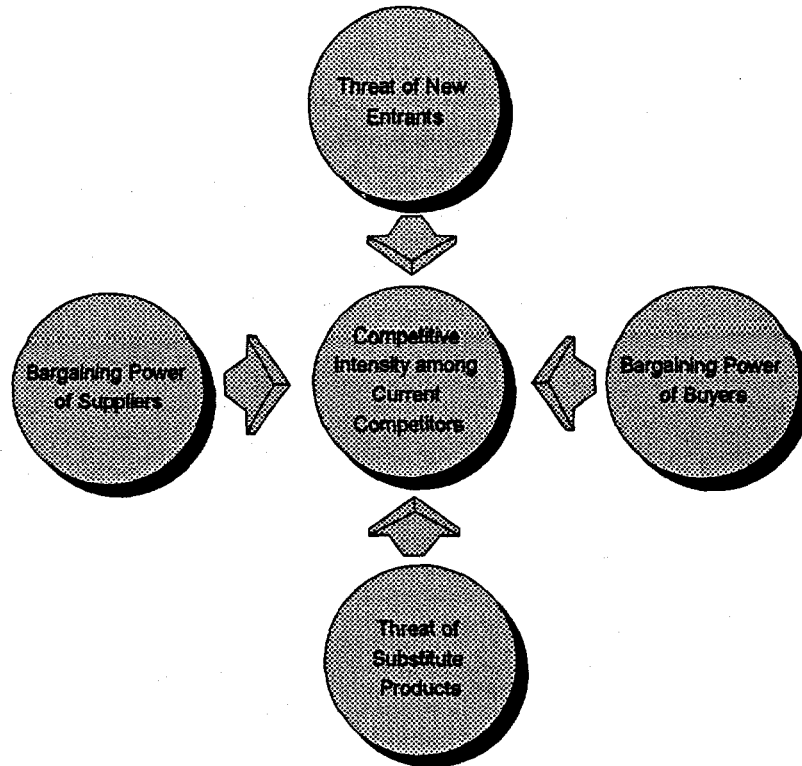 Threat of New
Entrants
Bargaining Power
of Suppliers
Competitive
Intensity among
Current
Competitors
Bargaining Power
of Buyers
Threat of
Substitute
Products